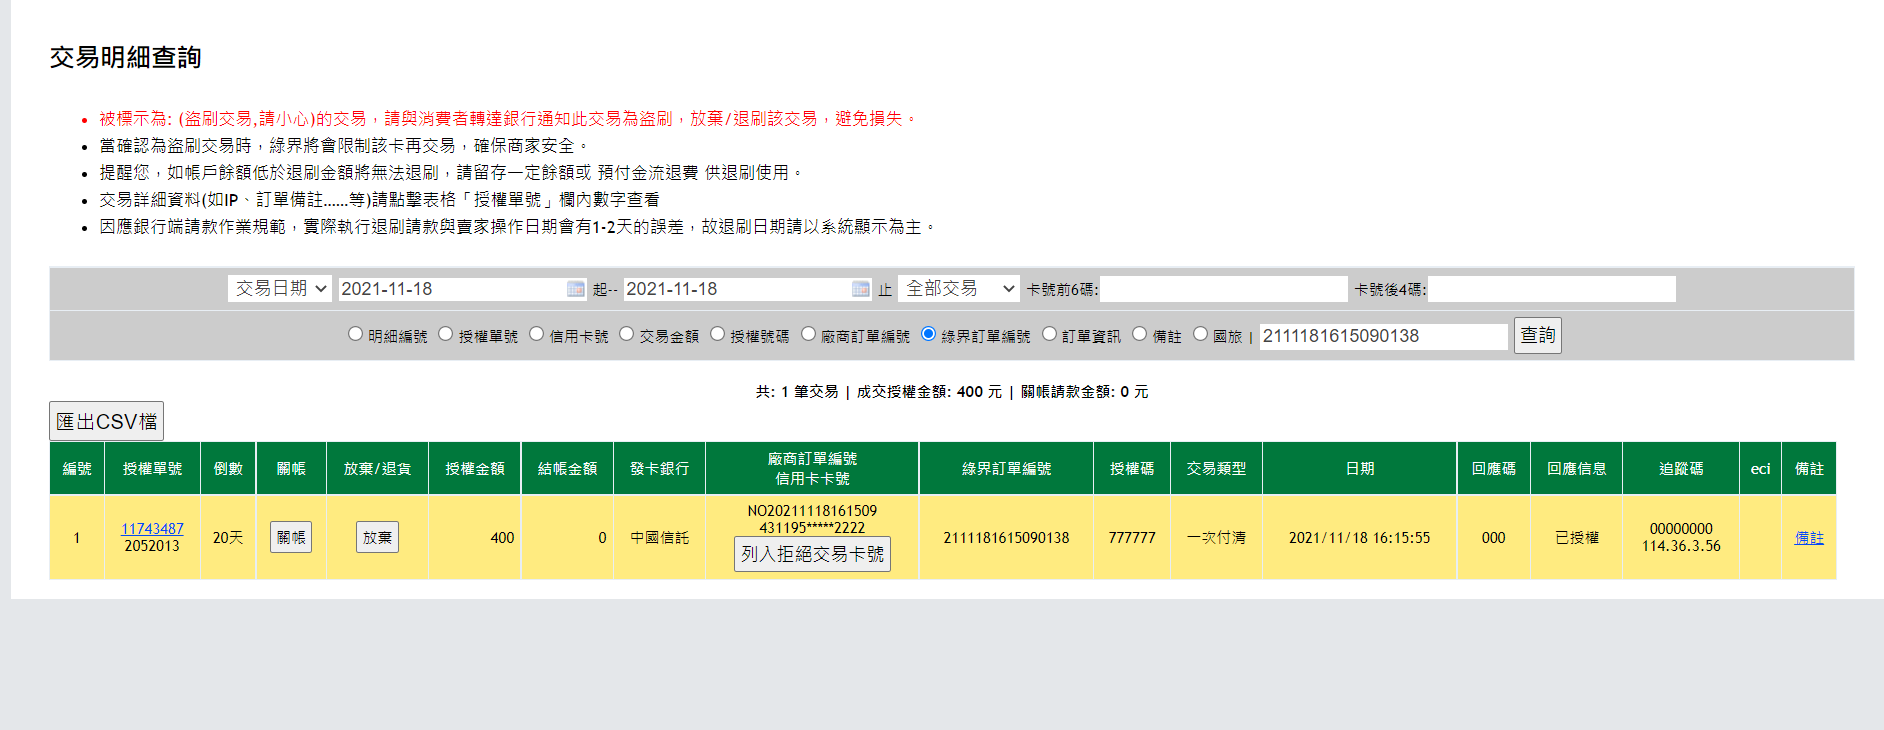 交易明細查詢
被標示為: (盜刷交易,請小心)的交易，請與消費者轉達銀行通知此交易為盜刷，放棄/退刷該交易，避免損失。
當確認為盜刷交易時，綠界將會限制該卡再交易，確保商家安全。
提醒您，如帳戶餘額低於退刷金額將無法退刷，請留存一定餘額或 預付金流退費 供退刷使用。
交易詳細資料(如IP、訂單備註......等)請點擊表格「授權單號」欄內數字查看
因應銀行端請款作業規範，實際執行退刷請款與賣家操作日期會有1-2天的誤差，故退刷日期請以系統顯示為主。
交易日期 2021-11-18 起-- 2021-11-18 止 全部交易 卡號前6碼: 卡號後4碼:
明細編號 授權單號 信用卡號 交易金額 授權號碼 廠商訂單編號 綠界訂單編號 訂單資訊 備註 國旅 | 2111181615090138 查詢
共: 1 筆交易 | 成交授權金額: 400 元 | 關帳請款金額: 0 元
匯出CSV檔
編號 授權單號 倒數 關帳 放棄/退貨 授權金額 結帳金額 發卡銀行 廠商訂單編號 信用卡卡號 綠界訂單編號 授權碼 交易類型 日期 回應碼 回應信息 追蹤碼 eci 備註
1 11743487 2052013 20天 關帳 放棄 400 0 中國信託 NO20211118161509 431195*****2222 列入拒絕交易卡號 2111181615090138 777777 一次付清 2021/11/18 16:15:55 000 已授權 00000000 114.36.3.56 備註